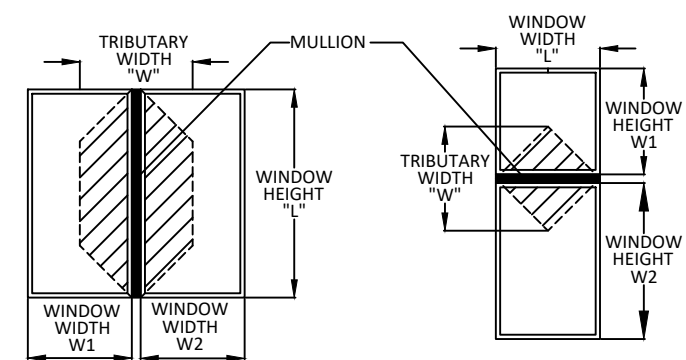 TRIBUTARY
WIDTH
"W"
MULLION
WINDOW
HEIGHT
"L"
WINDOW
WIDTH
W1
WINDOW
WIDTH
W2
WINDOW
WIDTH
"L"
WINDOW
HEIGHT
W1
TRIBUTARY
WIDTH
"W"
WINDOW
HEIGHT
W2